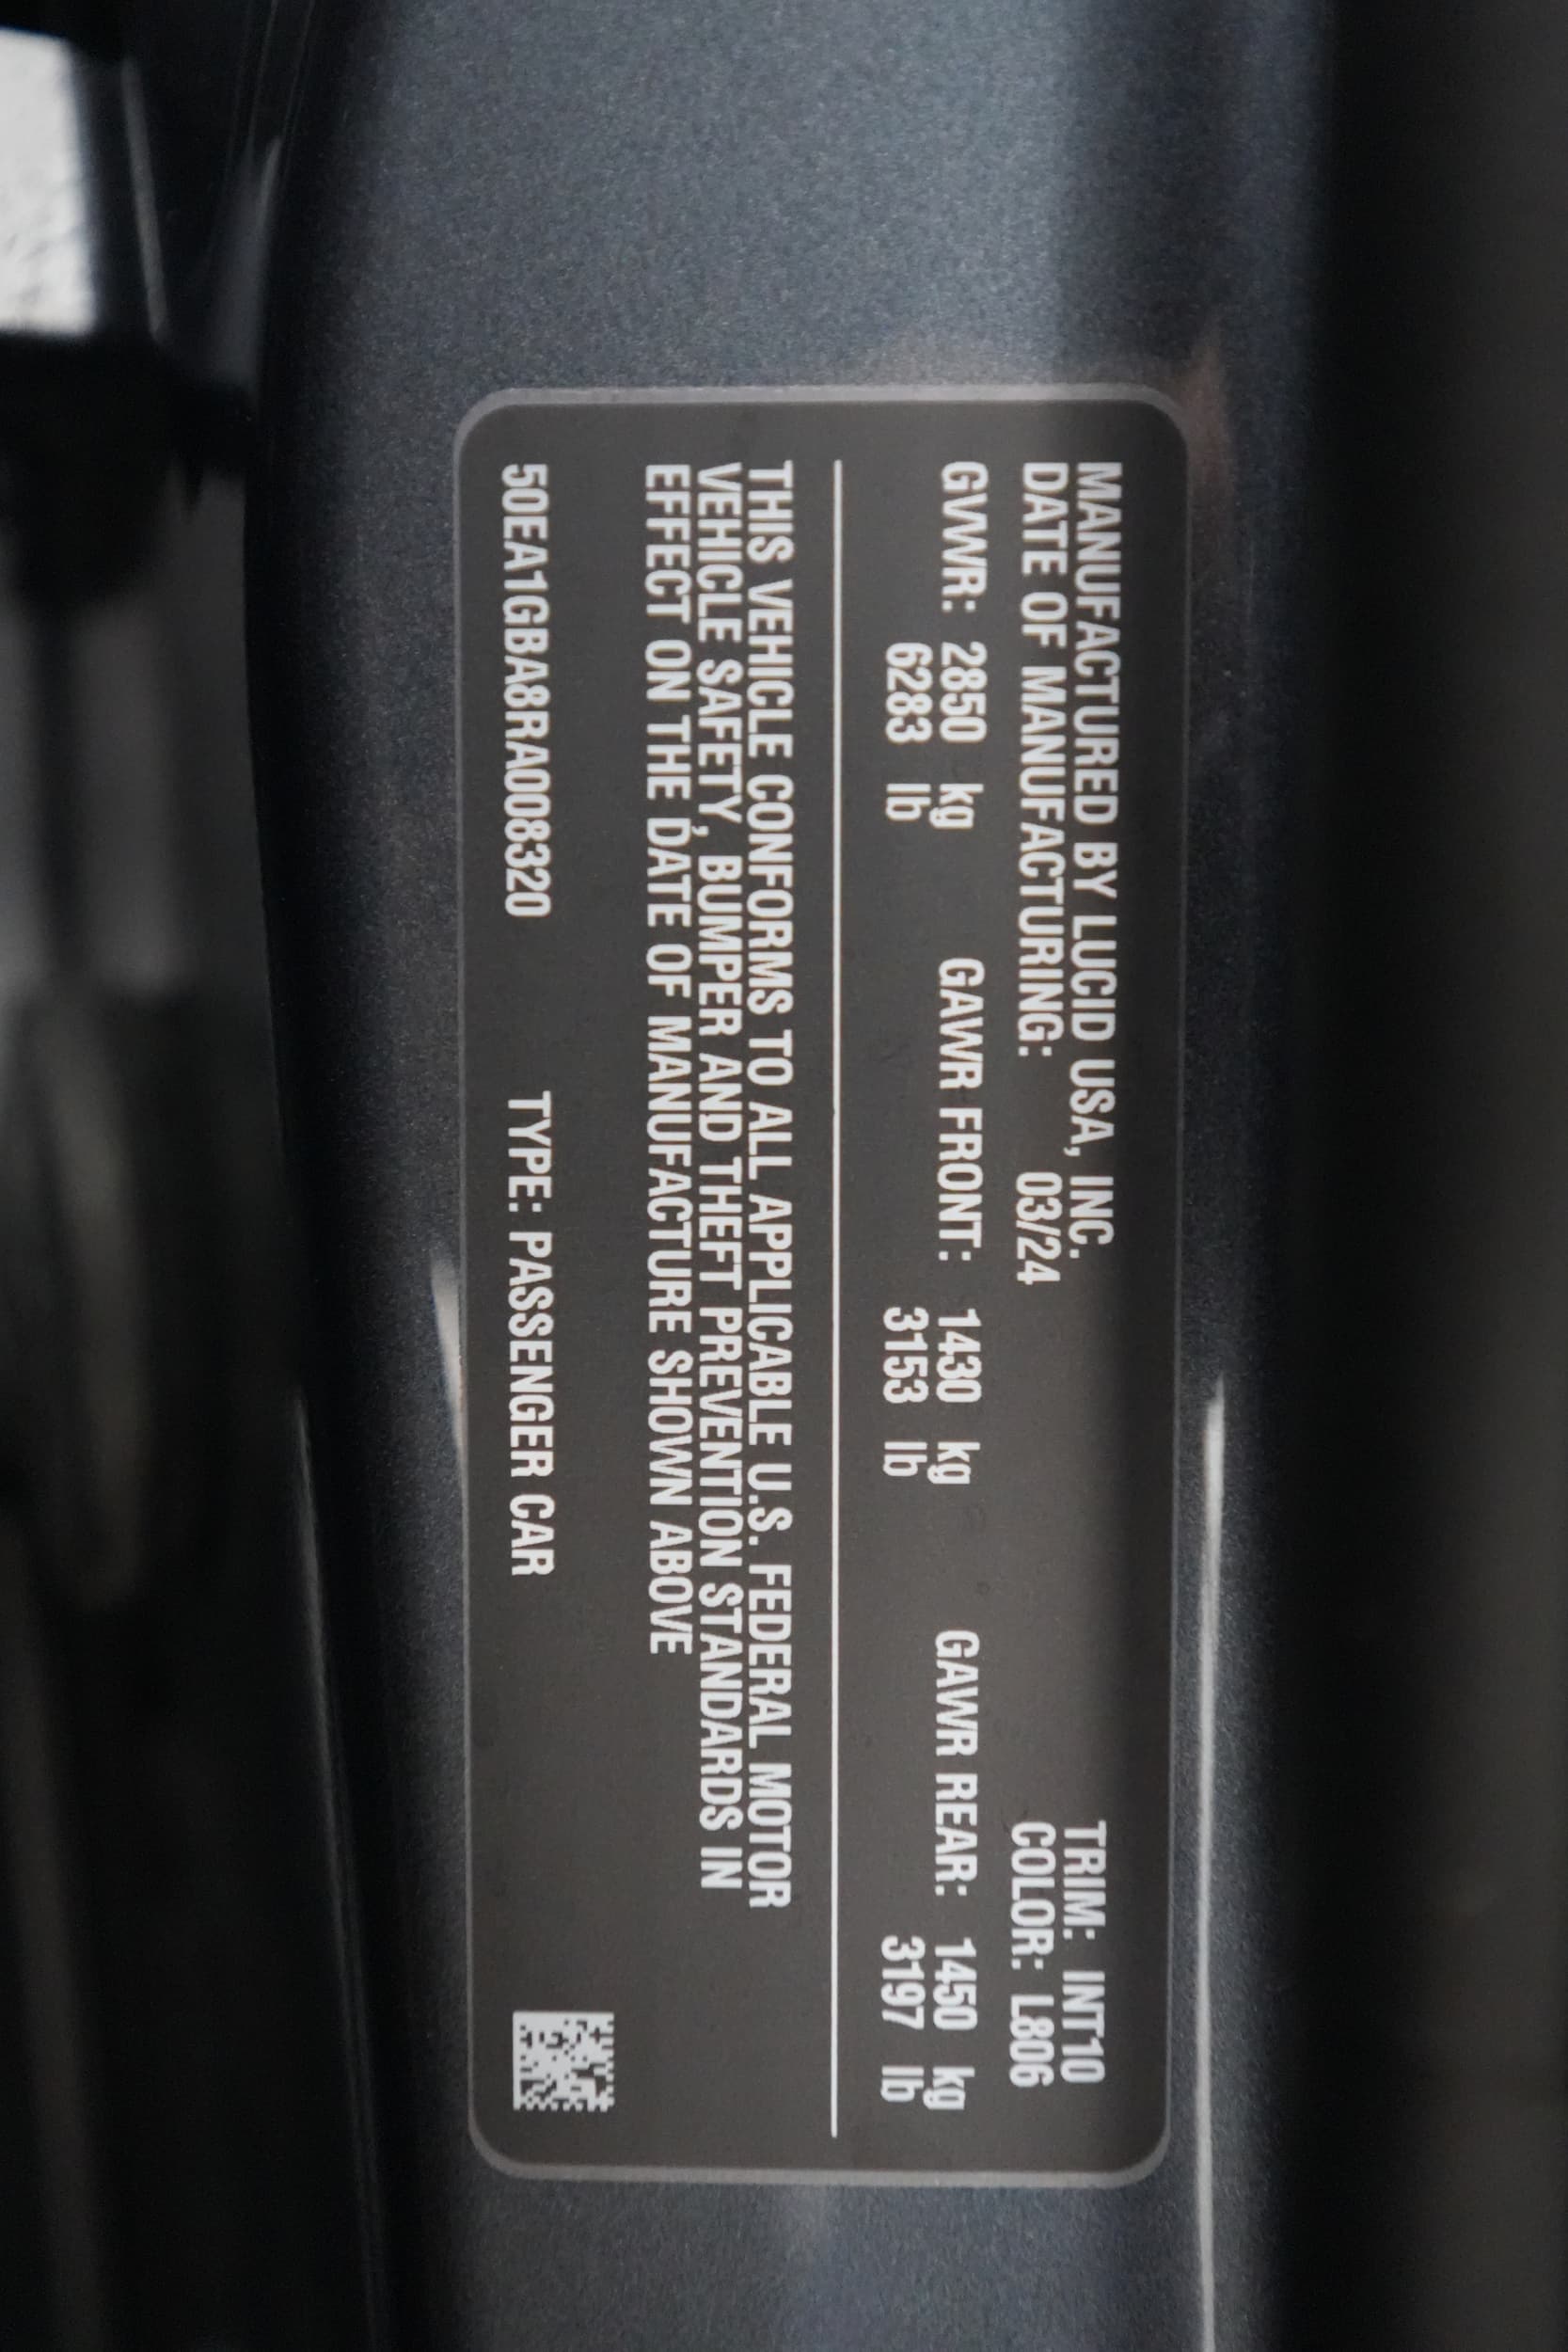 MANUFACTURED BY LUCID USA, INC. TRIM: INT10
DATE OF MANUFACTURING: 03/24 COLOR: L806
GVWR: 2850 kg GAWR FRONT: 1430 kg GAWR REAR: 1450 kg
6283 lb 3153 lb 3197 lb
THIS VEHICLE CONFORMS TO ALL APPLICABLE U.S. FEDERAL MOTOR
VEHICLE SAFETY, BUMPER AND THEFT PREVENTION STANDARDS IN
EFFECT ON THE DATE OF MANUFACTURE SHOWN ABOVE
50EA1GBA8RA008320 TYPE: PASSENGER CAR